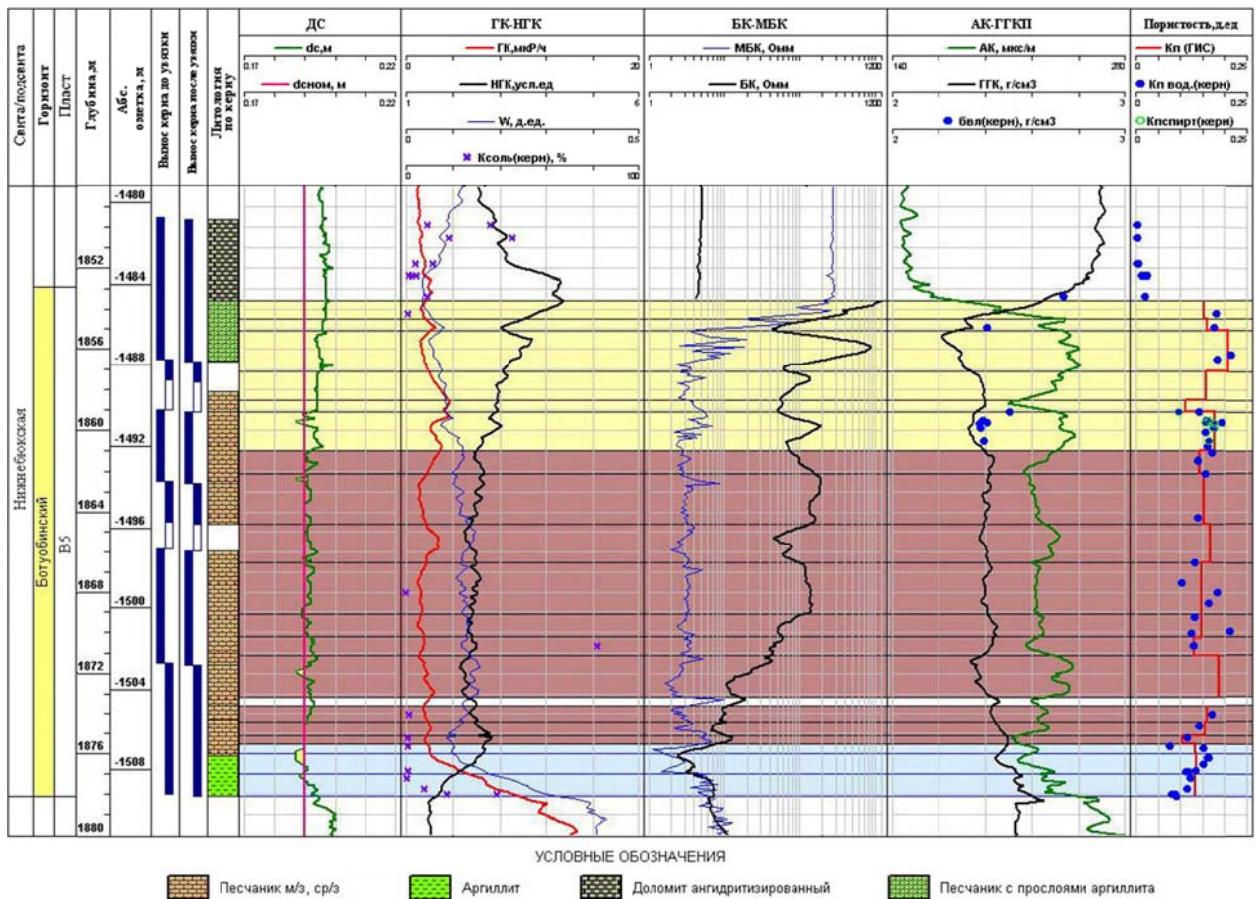 Свита/подсвита
Горизонт
Пласт
Глубина,м
Абс. отметка, м
Вынос керна до увязки
Вынос керна после увязки
Литология по керну
ДС
dc,м
0.17 0.22
dсном, м
0.17 0.22
ГК-НГК
ГК,мкР/ч
0 20
НГК,усл.ед
1 6
W, д.ед.
0 0.5
Ксоль(керн), %
0 100
БК-МБК
МБК, Омм
1 1200
БК, Омм
1 1200
АК-ГГКП
АК, мкс/м
140 260
ГГК, г/см3
2 3
бвл(керн), г/см3
2 3
Пористость,д.ед
Кп (ГИС)
0 0.25
Кп вод.(керн)
0 0.25
Кпспирт(керн)
0 0.25
Нижнебюкская
Ботуобинский
В5
-1480
1852
-1484
1856
-1488
1860
-1492
1864
-1496
1868
-1500
1872
-1504
1876
-1508
1880
УСЛОВНЫЕ ОБОЗНАЧЕНИЯ
Песчаник м/з, ср/з
Аргиллит
Доломит ангидритизированный
Песчаник с прослоями аргиллита